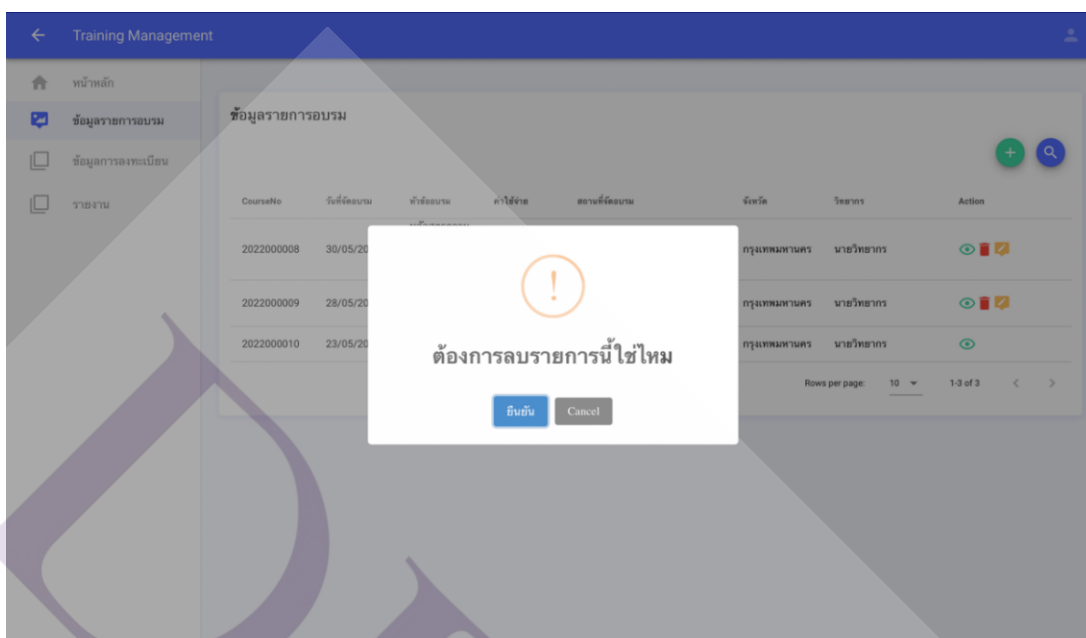 Training Management
หน้าหลัก
ข้อมูลรายการอบรม
ข้อมูลการลงทะเบียน
รายงาน
ข้อมูลรายการอบรม
CourseNo วันที่จัดอบรม หัวข้ออบรม ค่าใช้จ่าย สถานที่จัดอบรม จังหวัด วิทยากร Action
2022000008 30/05/20 กรุงเทพมหานคร นายวิทยากร
2022000009 28/05/20 กรุงเทพมหานคร นายวิทยากร
2022000010 23/05/20 กรุงเทพมหานคร นายวิทยากร
Rows per page: 10 1-3 of 3
!
ต้องการลบรายการนี้ใช่ไหม
ยืนยัน Cancel